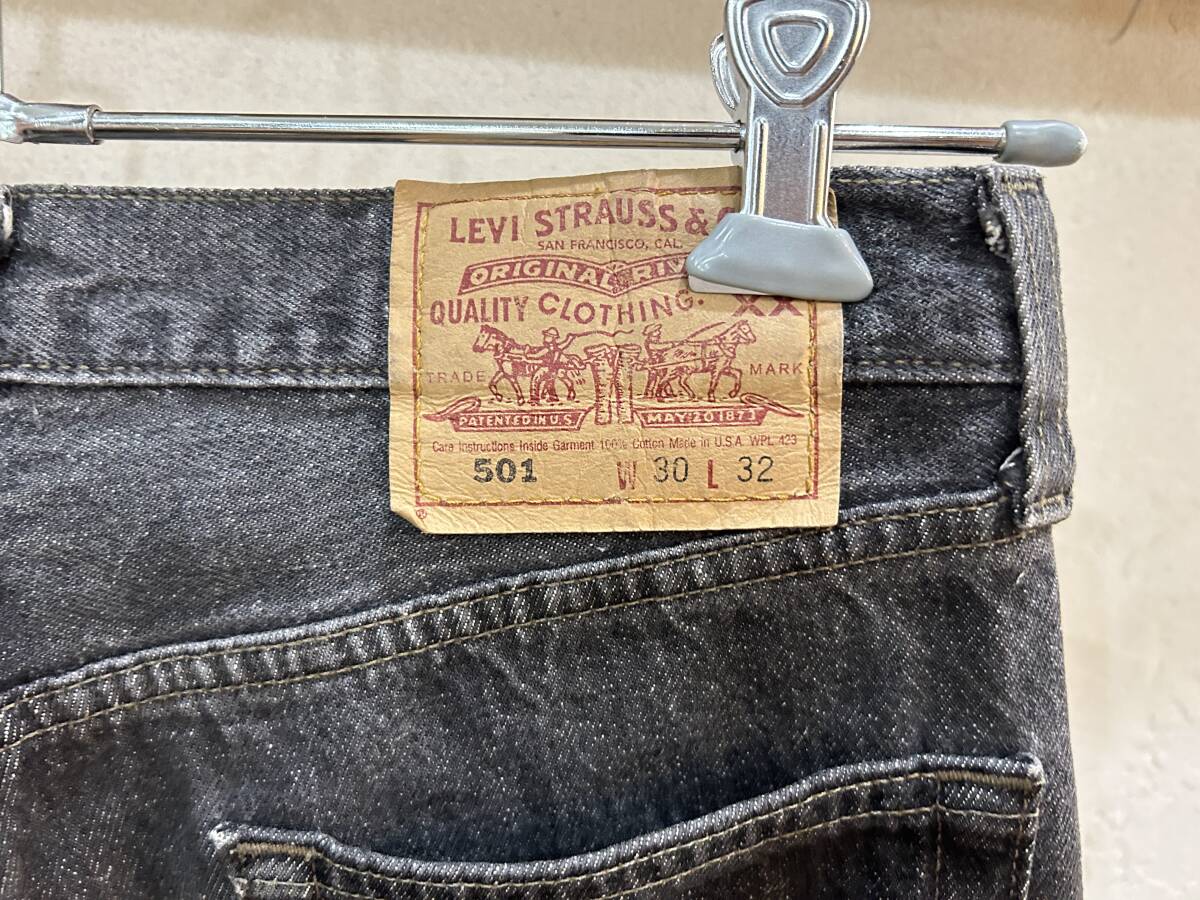 LEVI STRAUSS &
SAN FRANCISCO, CAL.
ORIGINAL
QUALITY CLOTHING. XX
TRADE MARK
PATENTED IN U.S. MAY 20 1873
Care Instructions Inside Garment 100% Cotton Made in U.S.A. WPL 423
501 W 30 L 32